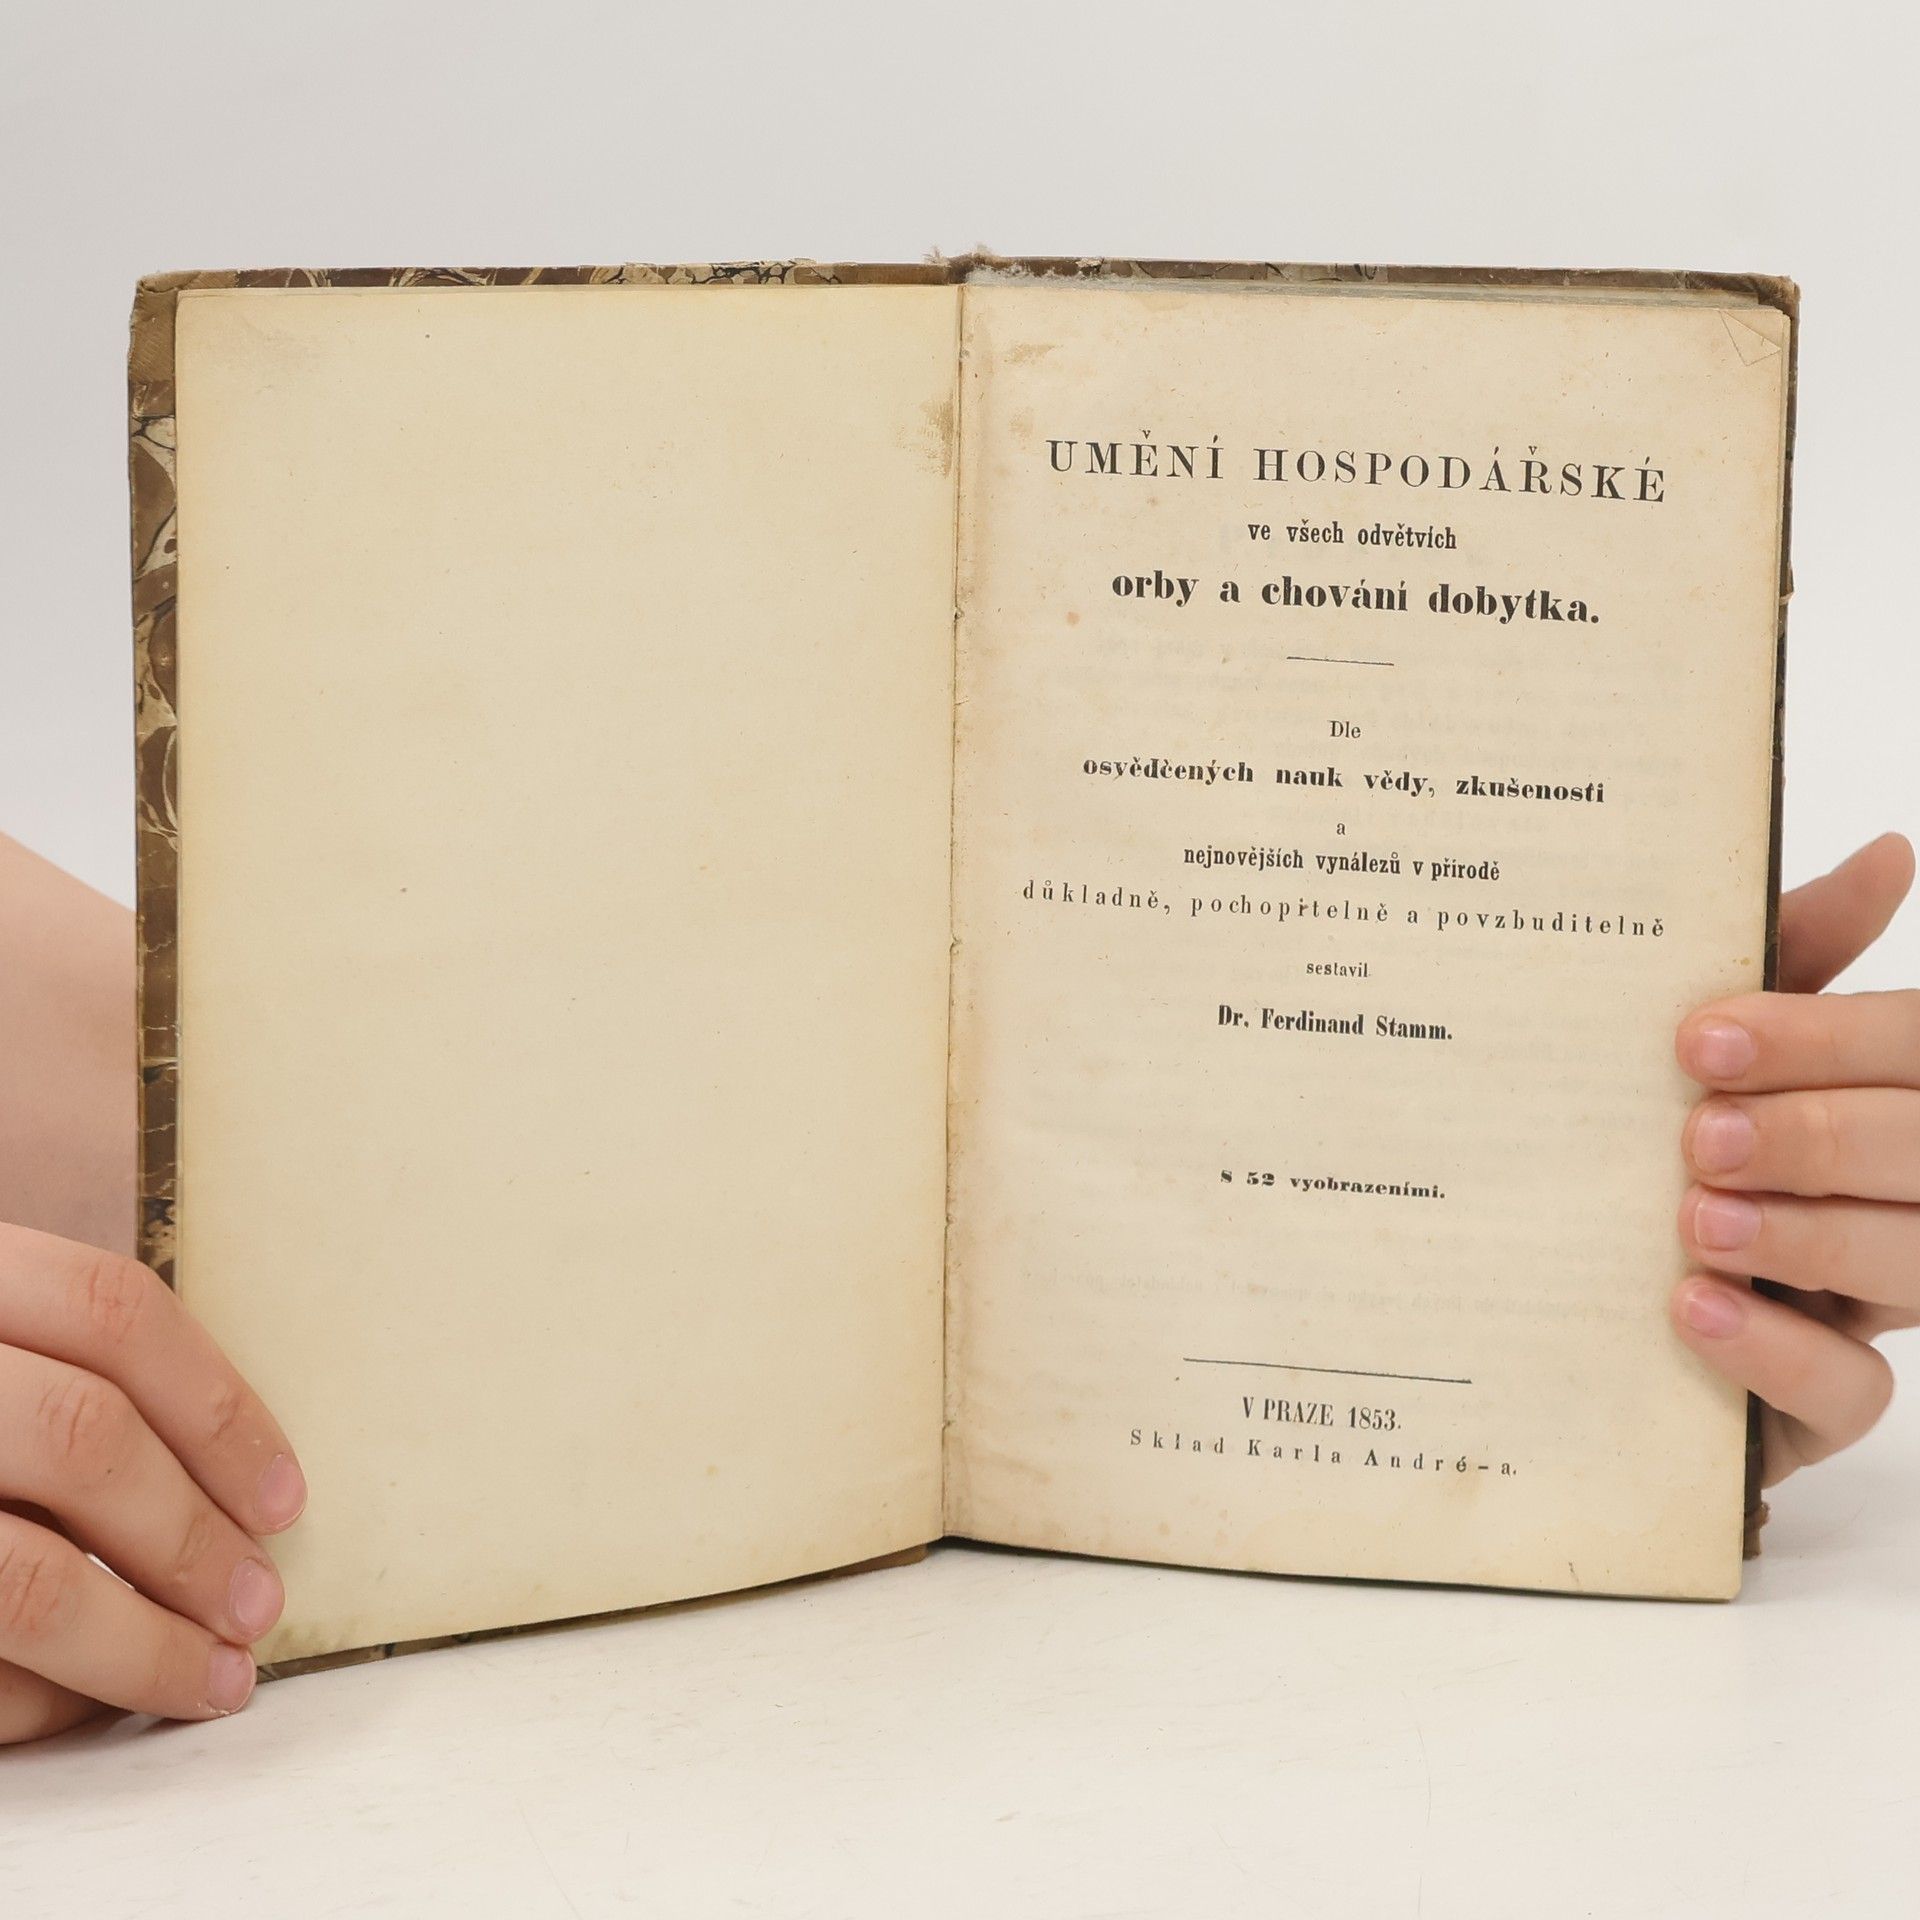 UMĚNÍ HOSPODÁŘSKÉ
ve všech odvětvích
orby a chování dobytka.
Dle
osvědčených nauk vědy, zkušenosti
a
nejnovějších vynálezů v přírodě
důkladně, pochopitelně a povzbuditelně
sestavil
Dr. Ferdinand Stamm.
S 52 vyobrazeními.
V PRAZE 1853.
Sklad Karla André-a.